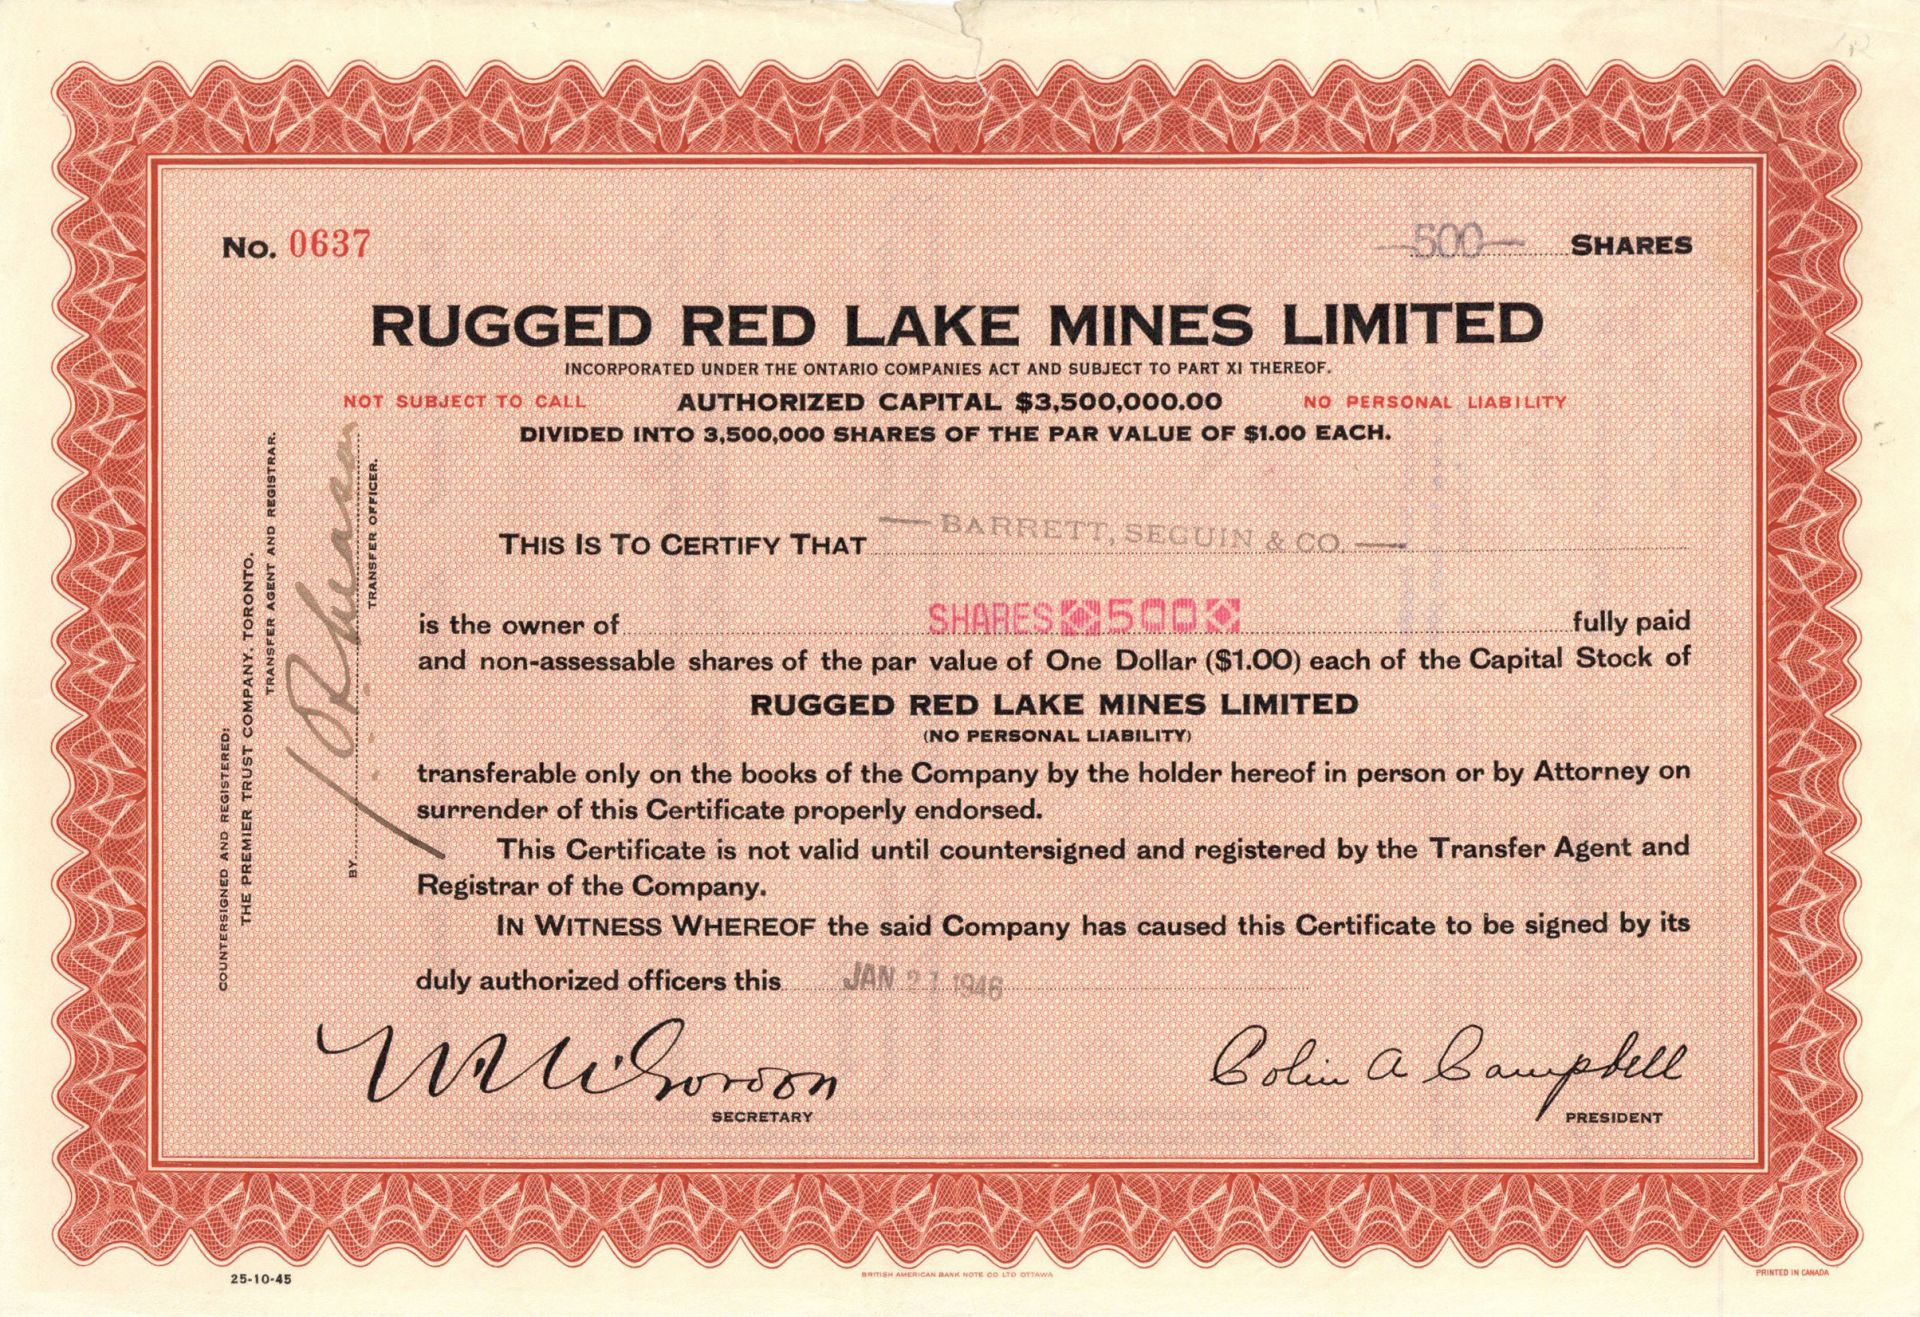 No. 0637
—500— SHARES
RUGGED RED LAKE MINES LIMITED
INCORPORATED UNDER THE ONTARIO COMPANIES ACT AND SUBJECT TO PART XI THEREOF.
NOT SUBJECT TO CALL AUTHORIZED CAPITAL $3,500,000.00 NO PERSONAL LIABILITY
DIVIDED INTO 3,500,000 SHARES OF THE PAR VALUE OF $1.00 EACH.
THIS IS TO CERTIFY THAT — BARRETT, SEGUIN & CO. —
is the owner of SHARES 500 fully paid
and non-assessable shares of the par value of One Dollar ($1.00) each of the Capital Stock of
RUGGED RED LAKE MINES LIMITED
(NO PERSONAL LIABILITY)
transferable only on the books of the Company by the holder hereof in person or by Attorney on
surrender of this Certificate properly endorsed.
This Certificate is not valid until countersigned and registered by the Transfer Agent and
Registrar of the Company.
IN WITNESS WHEREOF the said Company has caused this Certificate to be signed by its
duly authorized officers this JAN 21 1946
Colin A Campbell
SECRETARY
PRESIDENT
COUNTERSIGNED AND REGISTERED:
THE PREMIER TRUST COMPANY, TORONTO.
TRANSFER AGENT AND REGISTRAR.
BY
TRANSFER OFFICER.
25-10-45
BRITISH AMERICAN BANK NOTE CO LTD OTTAWA
PRINTED IN CANADA